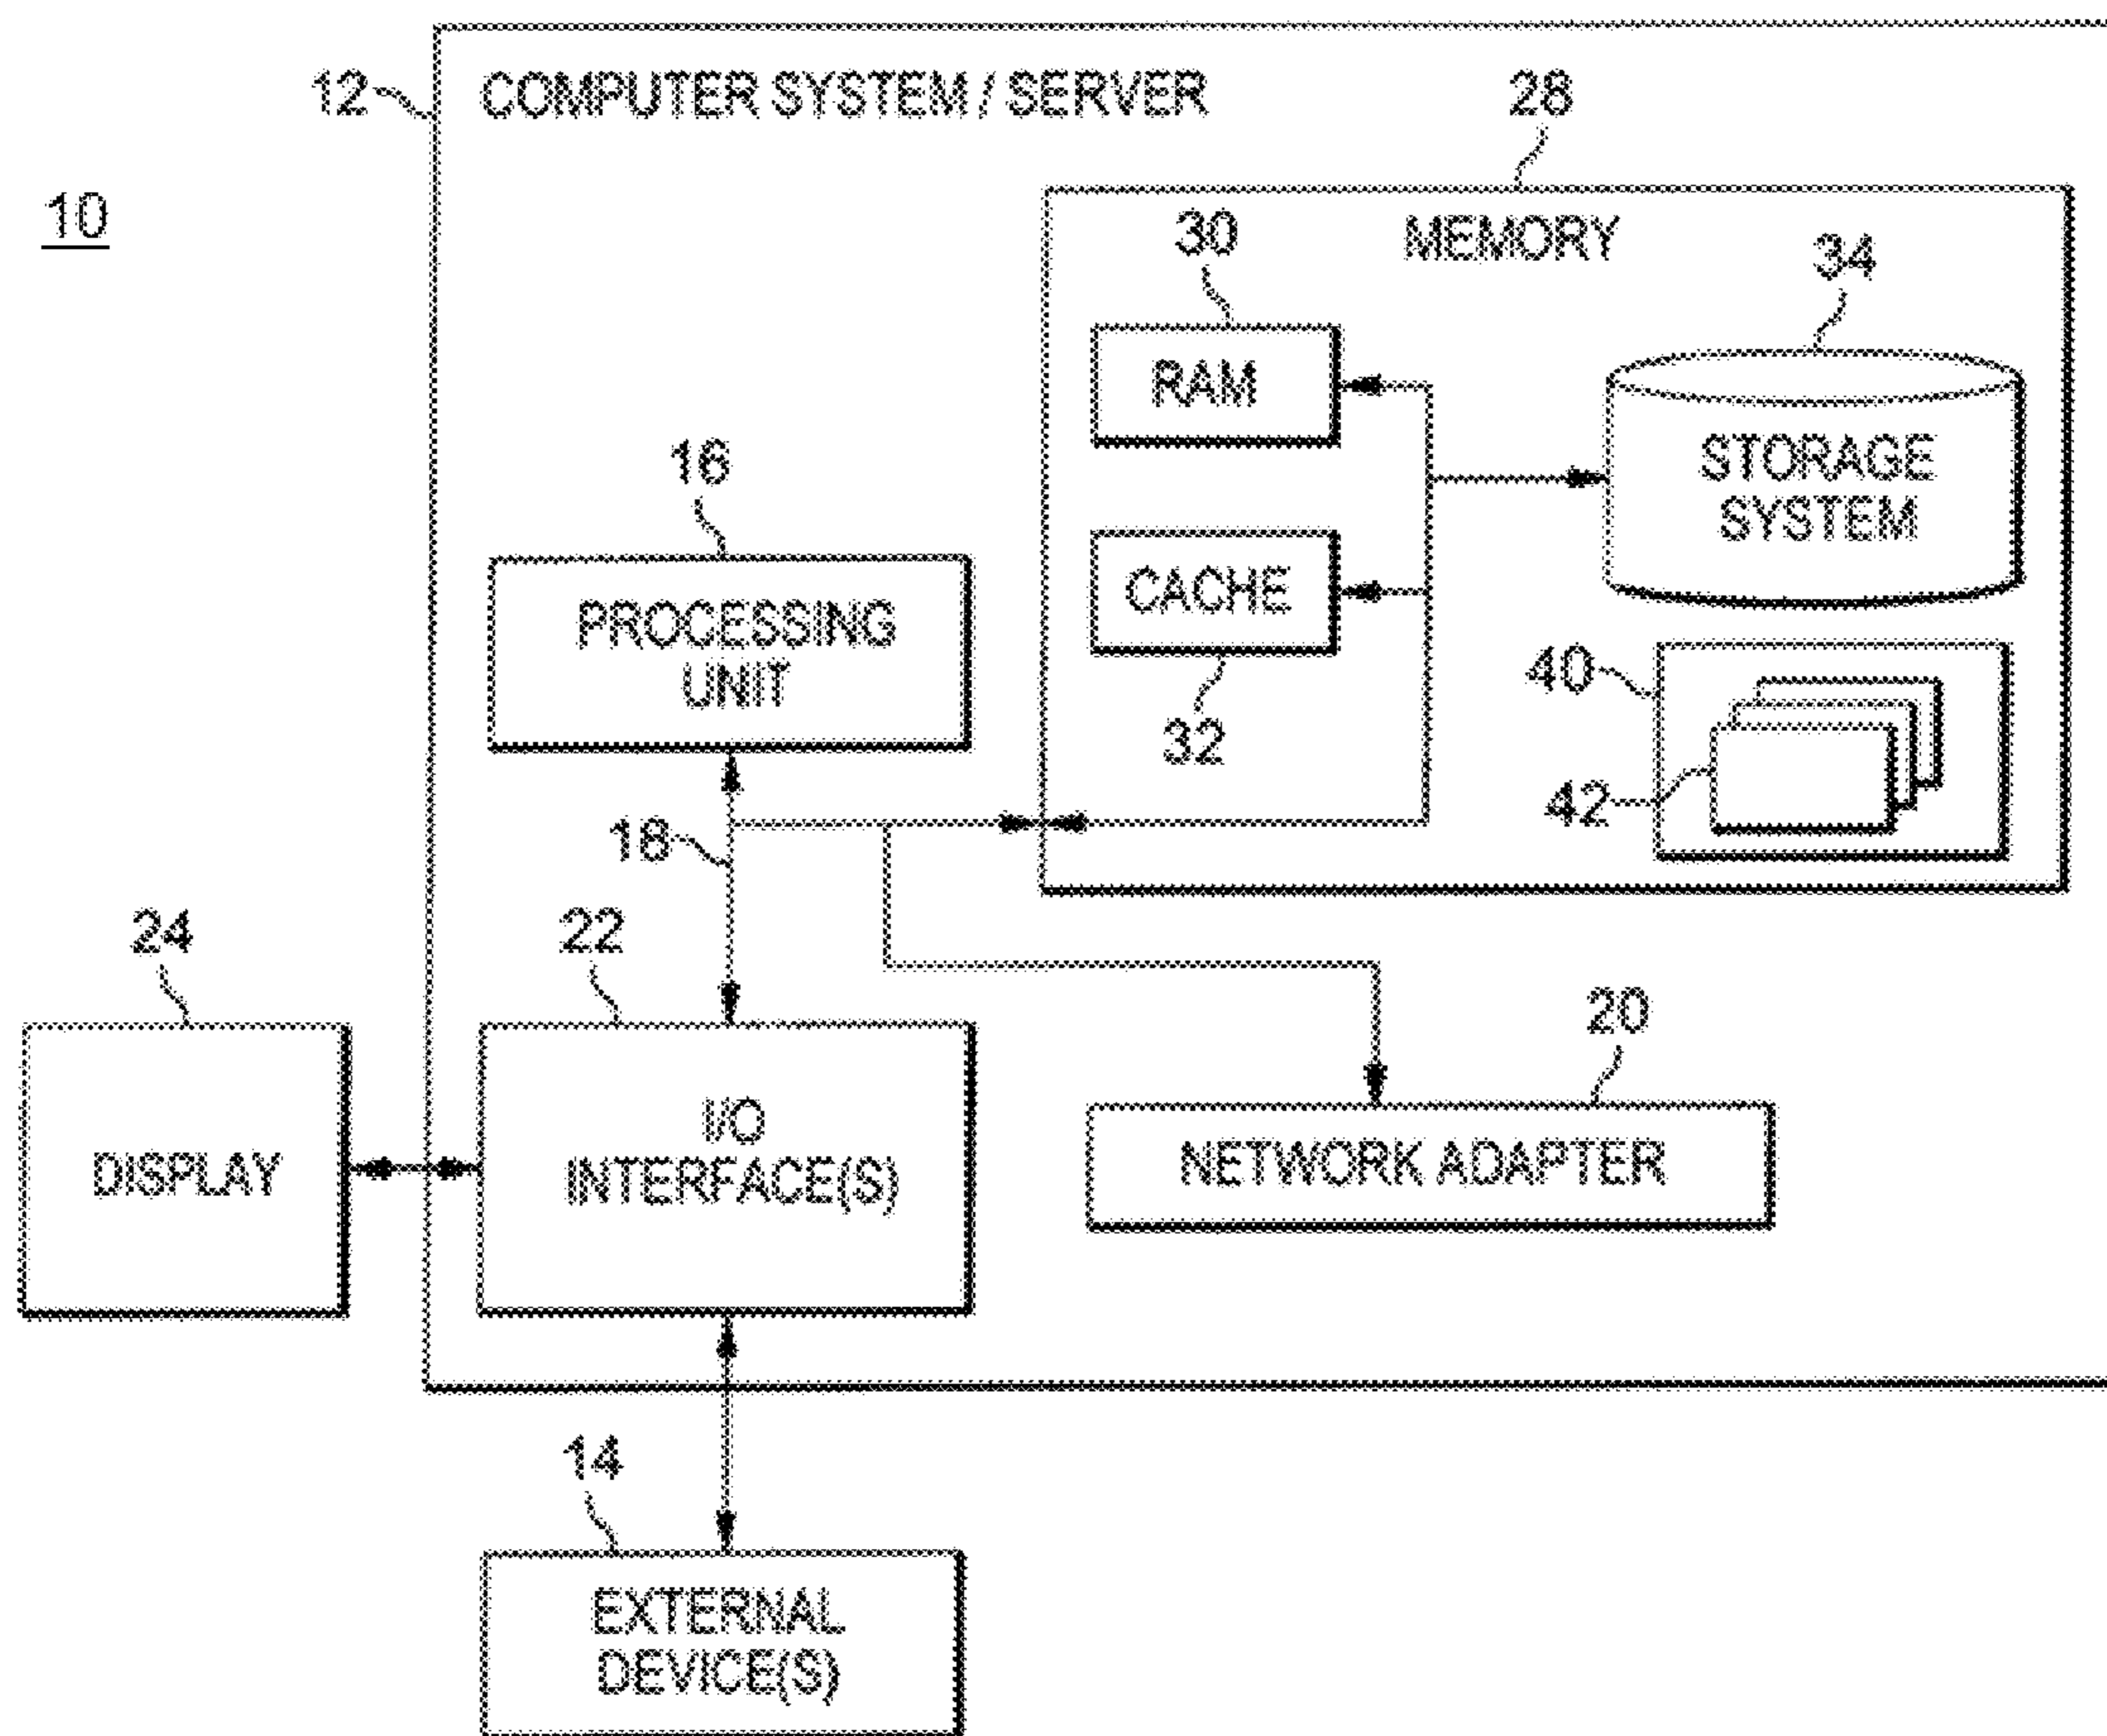 12
COMPUTER SYSTEM / SERVER
28
10
MEMORY
30
34
RAM
STORAGE
SYSTEM
16
PROCESSING
UNIT
CACHE
32
40
42
18
24
22
20
DISPLAY
I/O
INTERFACE(S)
NETWORK ADAPTER
14
EXTERNAL
DEVICE(S)